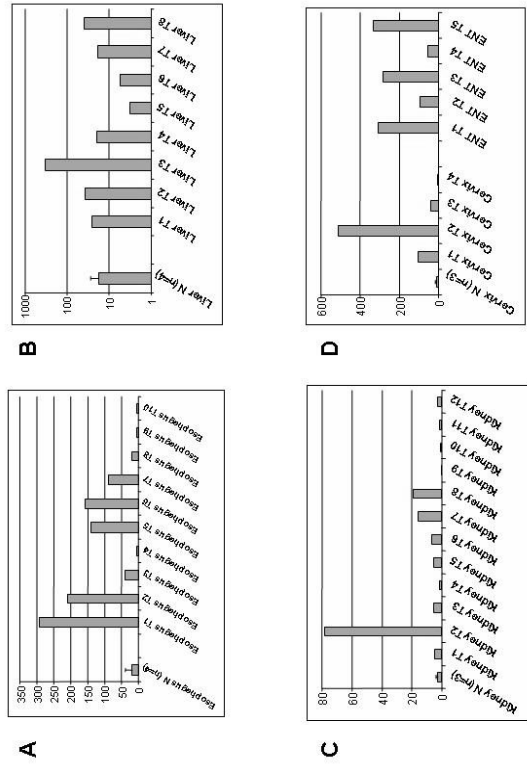 A
350
300
250
200
150
100
50
0
Esophagus N (n=4)
Esophagus T1
Esophagus T2
Esophagus T3
Esophagus T4
Esophagus T5
Esophagus T6
Esophagus T7
Esophagus T8
Esophagus T9
Esophagus T10
B
1000
100
10
1
Liver N (n=4)
Liver T1
Liver T2
Liver T3
Liver T4
Liver T5
Liver T6
Liver T7
Liver T8
C
80
60
40
20
0
Kidney N (n=3)
Kidney T1
Kidney T2
Kidney T3
Kidney T4
Kidney T5
Kidney T6
Kidney T7
Kidney T8
Kidney T9
Kidney T10
Kidney T11
Kidney T12
D
600
400
200
0
Cervix N (n=3)
Cervix T1
Cervix T2
Cervix T3
Cervix T4
ENT T1
ENT T2
ENT T3
ENT T4
ENT T5